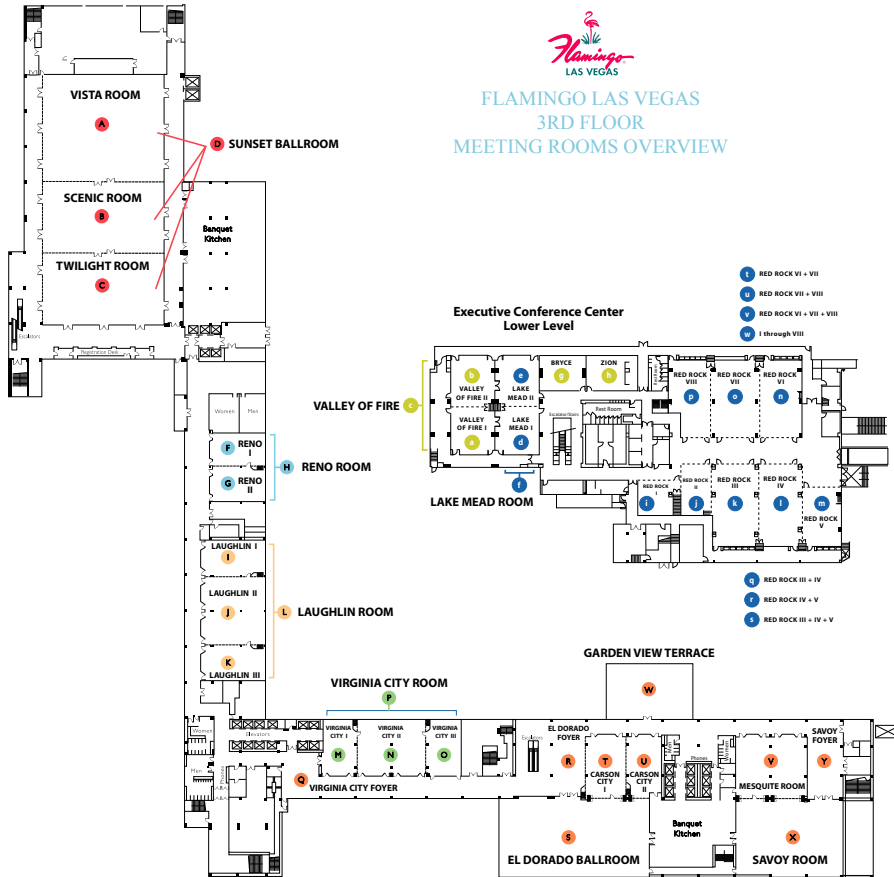 Flamingo
LAS VEGAS
FLAMINGO LAS VEGAS
3RD FLOOR
MEETING ROOMS OVERVIEW
VISTA ROOM
A
D SUNSET BALLROOM
SCENIC ROOM
B
Banquet
Kitchen
TWILIGHT ROOM
C
Escalators
Registration Desk
t RED ROCK VI + VII
u RED ROCK VII + VIII
v RED ROCK VI + VII + VIII
w I through VIII
Executive Conference Center
Lower Level
VALLEY OF FIRE c
b
VALLEY
OF FIRE II
VALLEY
OF FIRE I
a
e
LAKE
MEAD II
LAKE
MEAD I
d
BRYCE
g
ZION
h
Rest Room
RED ROCK
VIII
p
RED ROCK
VII
o
RED ROCK
VI
n
f
LAKE MEAD ROOM
RED ROCK
I
i
RED ROCK
II
j
RED ROCK
III
k
RED ROCK
IV
l
m
RED ROCK
V
q RED ROCK III + IV
r RED ROCK IV + V
s RED ROCK III + IV + V
Women
Men
F RENO
I
G RENO
II
H RENO ROOM
LAUGHLIN I
I
LAUGHLIN II
J
K
LAUGHLIN III
L LAUGHLIN ROOM
GARDEN VIEW TERRACE
W
VIRGINIA CITY ROOM
P
Women
Elevators
Men
Phones
VIRGINIA
CITY I
M
VIRGINIA
CITY II
N
VIRGINIA
CITY III
O
Q
VIRGINIA CITY FOYER
Escalators
EL DORADO
FOYER
R
T
CARSON
CITY
I
U
CARSON
CITY
II
Men
Phones
Women
V
MESQUITE ROOM
SAVOY
FOYER
Y
S
EL DORADO BALLROOM
Banquet
Kitchen
X
SAVOY ROOM